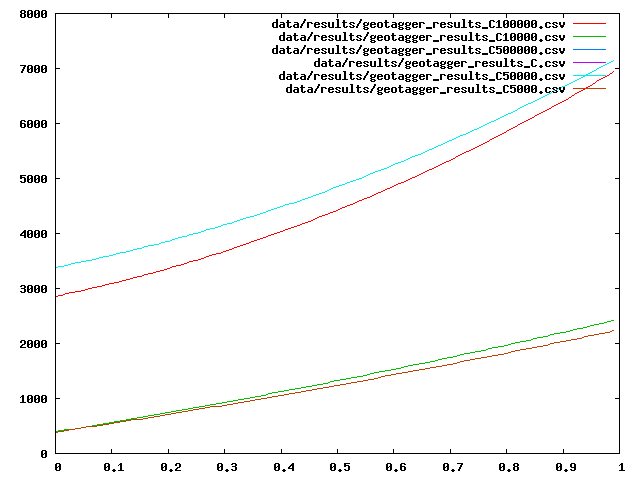 8000
data/results/geotagger_results_C100000.csv
data/results/geotagger_results_C10000.csv
data/results/geotagger_results_C500000.csv
data/results/geotagger_results_C.csv
data/results/geotagger_results_C50000.csv
data/results/geotagger_results_C5000.csv
7000
6000
5000
4000
3000
2000
1000
0
0 0.1 0.2 0.3 0.4 0.5 0.6 0.7 0.8 0.9 1